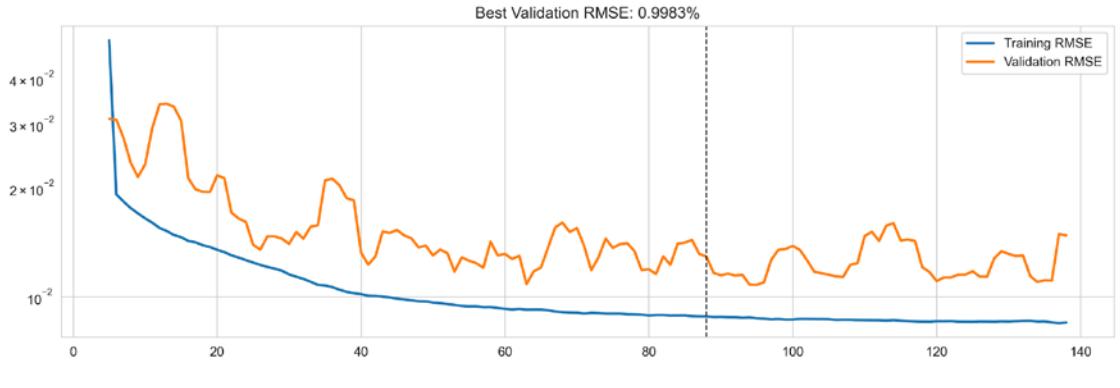 Best Validation RMSE: 0.9983%
Training RMSE
Validation RMSE
4 × 10⁻²
3 × 10⁻²
2 × 10⁻²
10⁻²
0 20 40 60 80 100 120 140